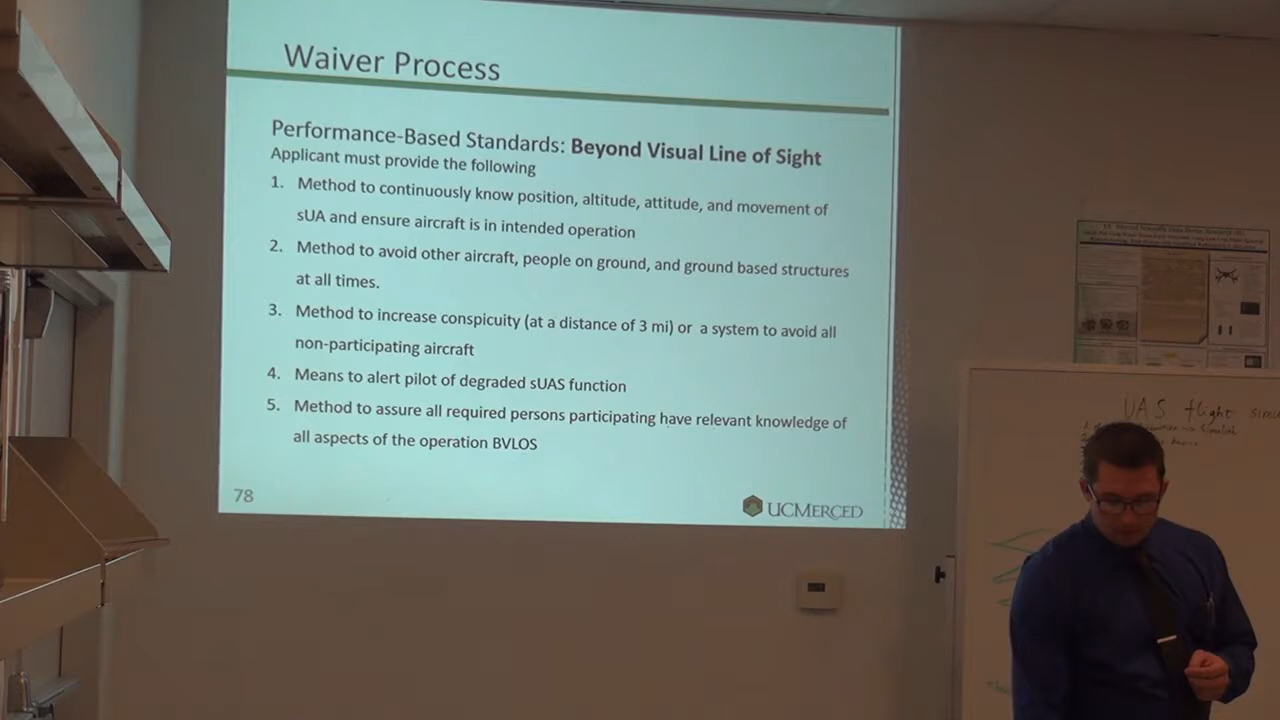 Waiver Process
Performance-Based Standards: Beyond Visual Line of Sight
Applicant must provide the following
1. Method to continuously know position, altitude, attitude, and movement of
sUA and ensure aircraft is in intended operation
2. Method to avoid other aircraft, people on ground, and ground based structures
at all times.
3. Method to increase conspicuity (at a distance of 3 mi) or a system to avoid all
non-participating aircraft
4. Means to alert pilot of degraded sUAS function
5. Method to assure all required persons participating have relevant knowledge of
all aspects of the operation BVLOS
78
UCMERCED
UAS flight